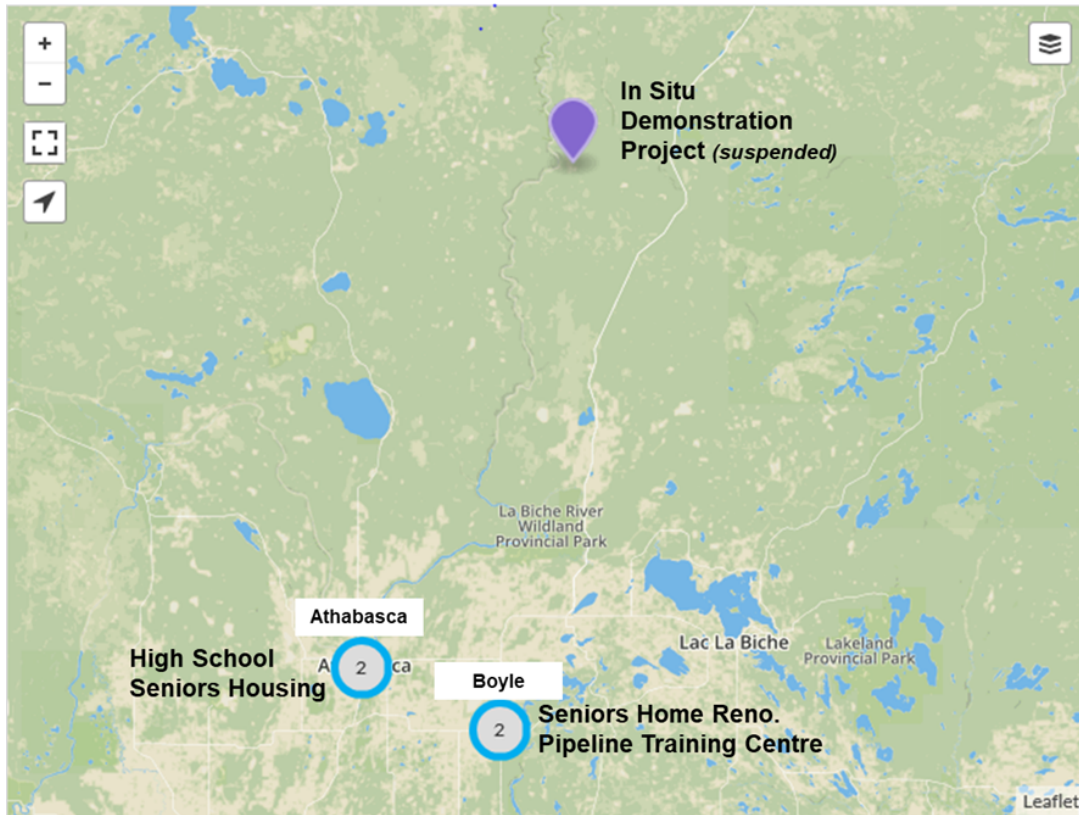 +
−
In Situ
Demonstration
Project (suspended)
La Biche River
Wildland
Provincial Park
Athabasca
High School
Seniors Housing
A
2
ca
Lac La Biche
Lakeland
Provincial Park
Boyle
2
Seniors Home Reno.
Pipeline Training Centre
Leaflet